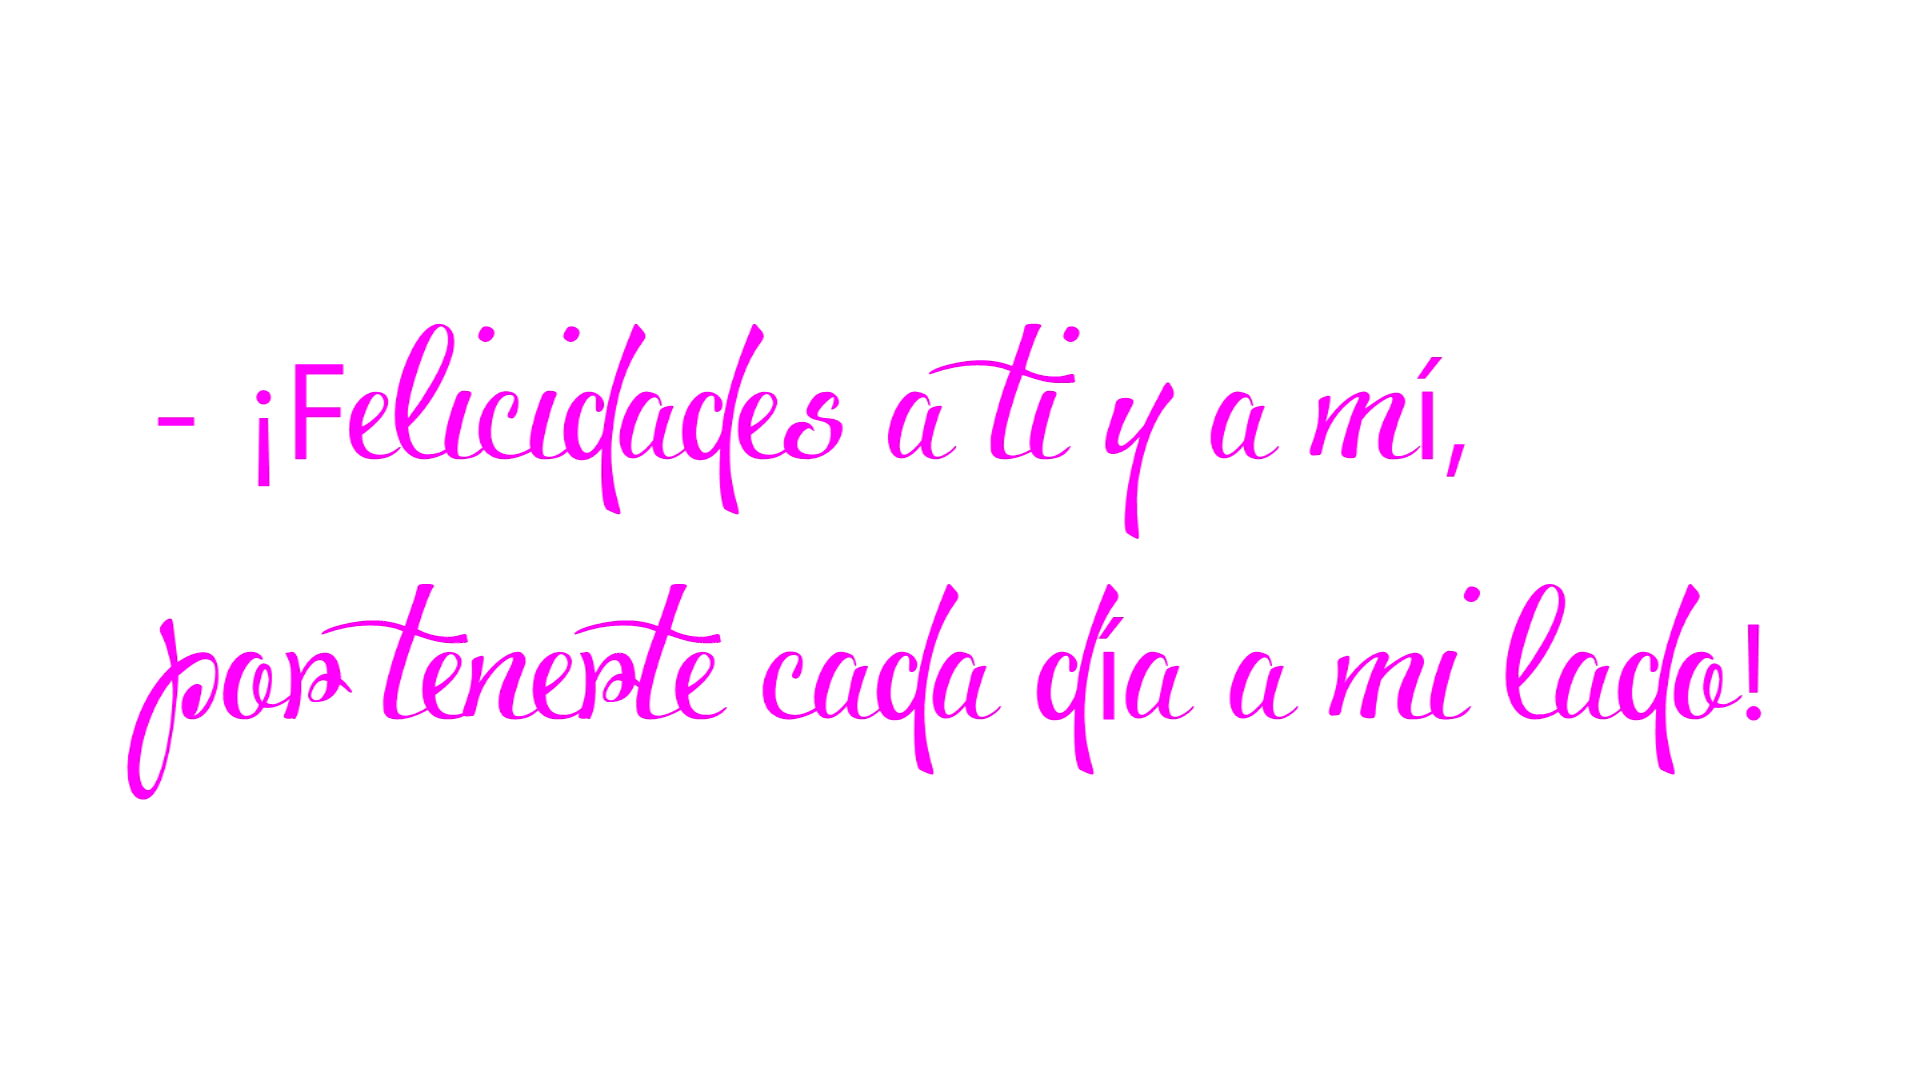 - ¡Felicidades a ti y a mí,
por tenerte cada día a mi lado!